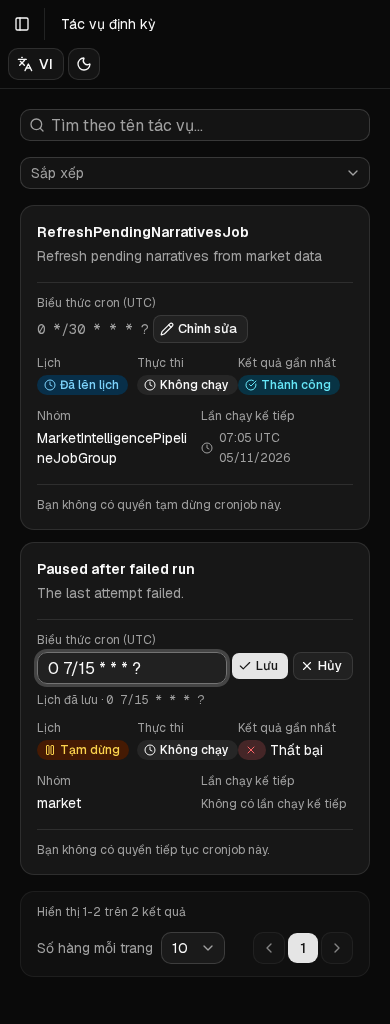 Tác vụ định kỳ
VI
Tìm theo tên tác vụ...
Sắp xếp
RefreshPendingNarrativesJob
Refresh pending narratives from market data
Biểu thức cron (UTC)
0 */30 * * * ? Chỉnh sửa
Lịch Thực thi Kết quả gần nhất
Đã lên lịch Không chạy Thành công
Nhóm Lần chạy kế tiếp
MarketIntelligencePipeli 07:05 UTC
neJobGroup 05/11/2026
Bạn không có quyền tạm dừng cronjob này.
Paused after failed run
The last attempt failed.
Biểu thức cron (UTC)
0 7/15 * * * ? Lưu Hủy
Lịch đã lưu · 0 7/15 * * * ?
Lịch Thực thi Kết quả gần nhất
Tạm dừng Không chạy Thất bại
Nhóm Lần chạy kế tiếp
market Không có lần chạy kế tiếp
Bạn không có quyền tiếp tục cronjob này.
Hiển thị 1-2 trên 2 kết quả
Số hàng mỗi trang 10 1